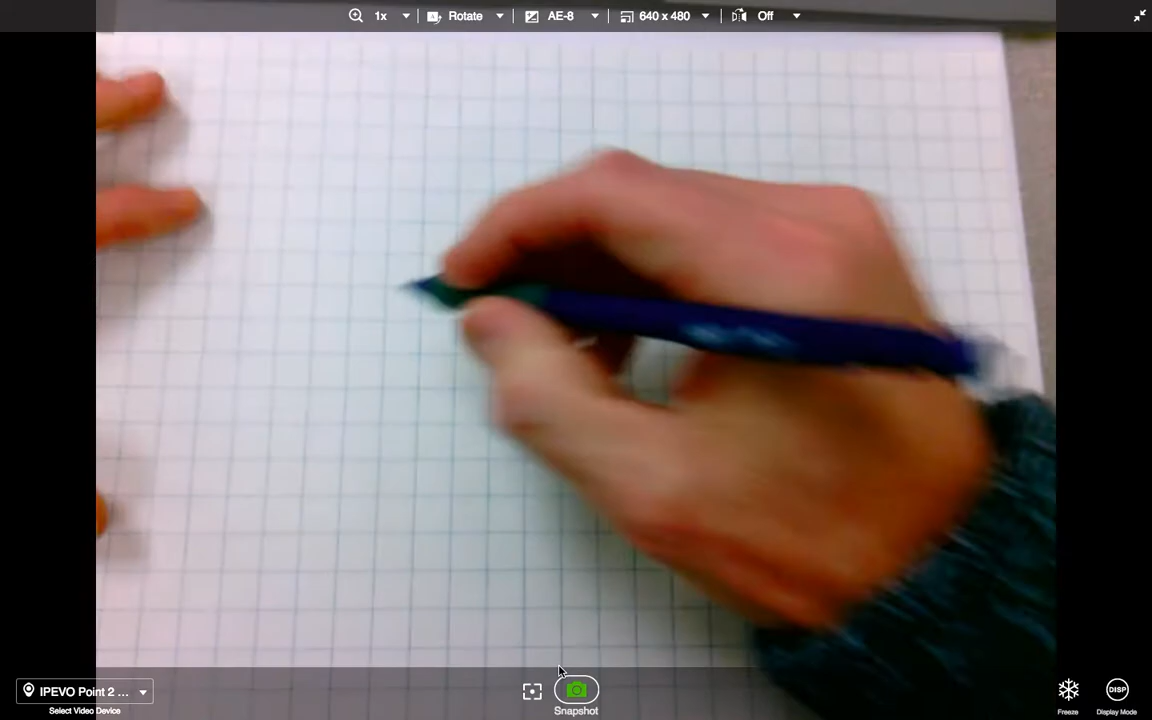 1x Rotate AE-8 640 x 480 Off
IPEVO Point 2 ...
Select Video Device
Snapshot
Freeze
DISP
Display Mode